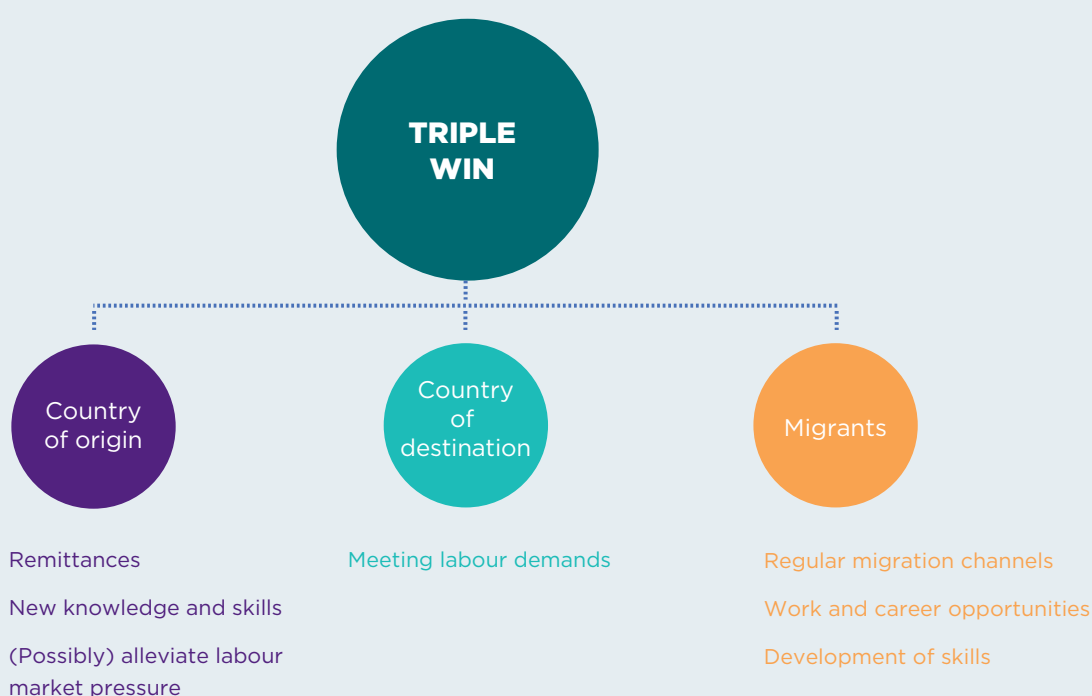 TRIPLE
WIN
Country
of origin
Country
of
destination
Migrants
Remittances
New knowledge and skills
(Possibly) alleviate labour
market pressure
Meeting labour demands
Regular migration channels
Work and career opportunities
Development of skills